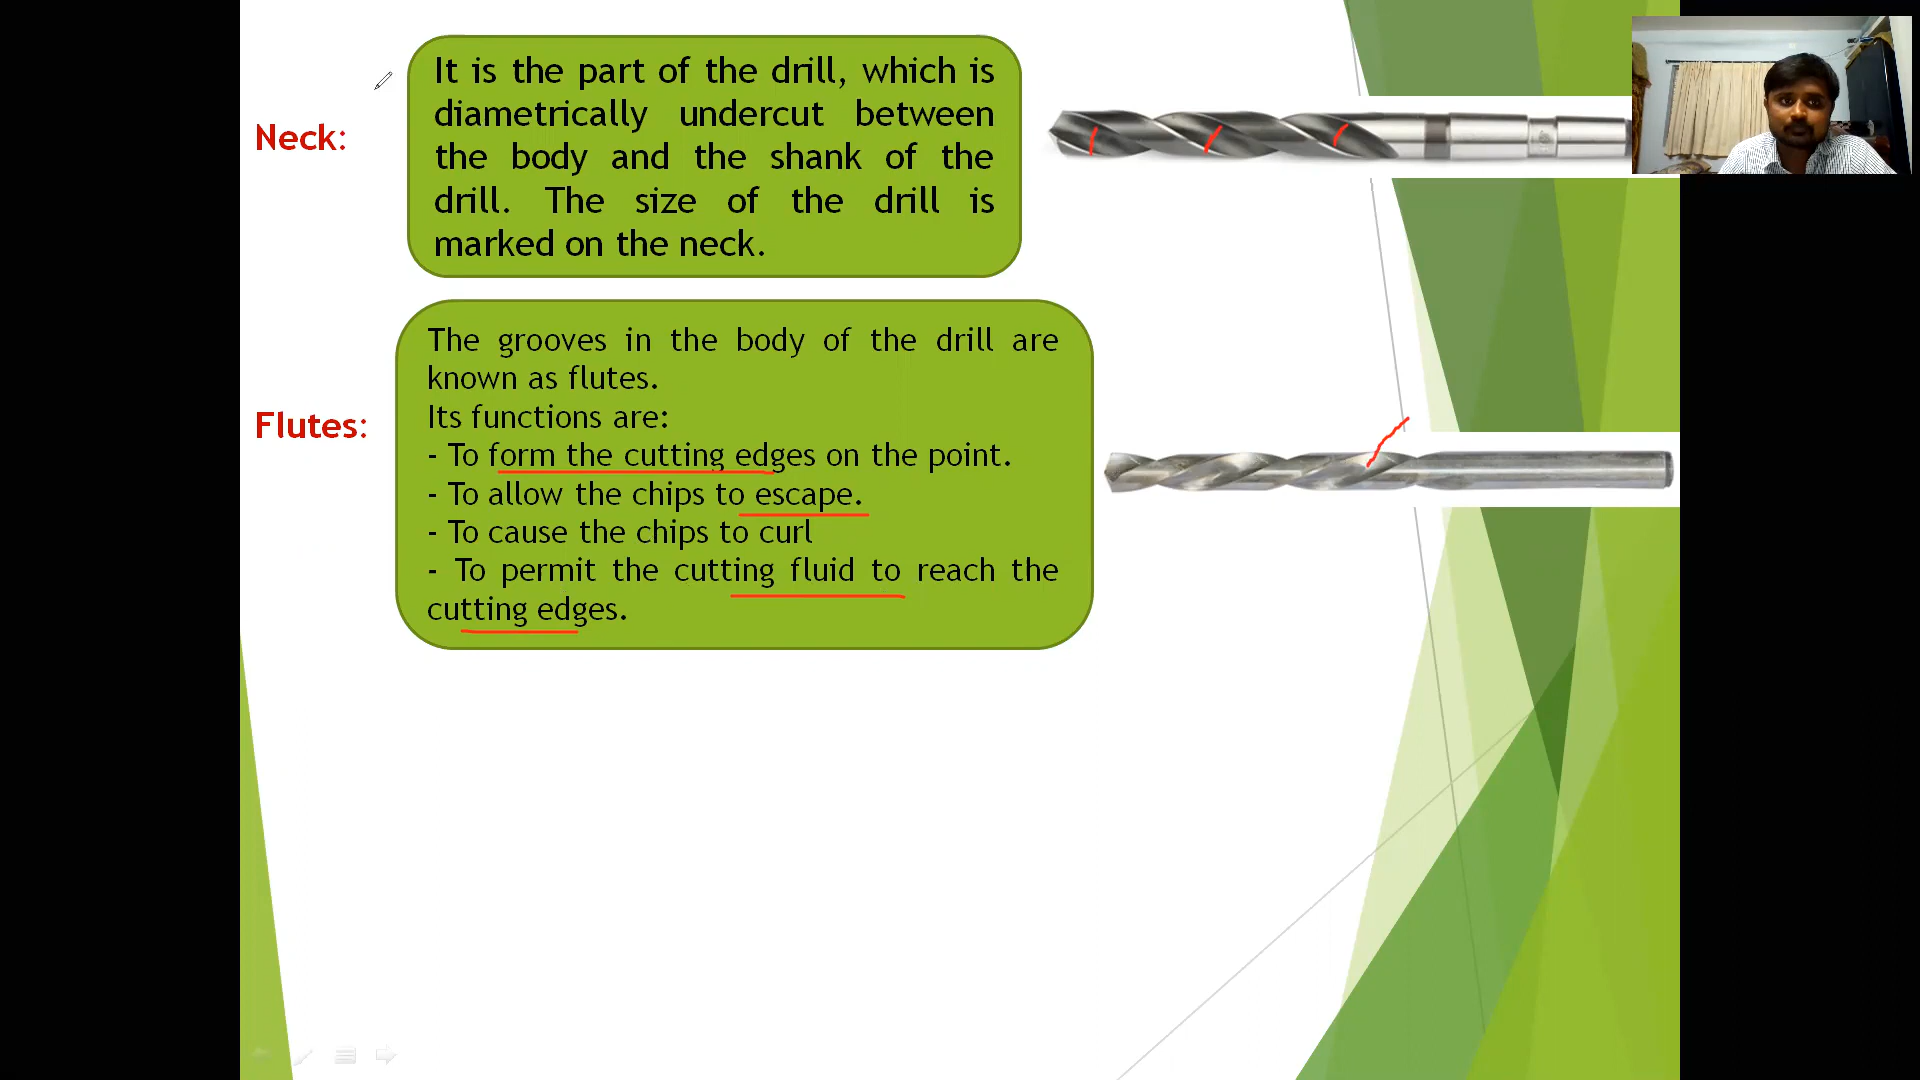 Neck:
It is the part of the drill, which is
diametrically undercut between
the body and the shank of the
drill. The size of the drill is
marked on the neck.
Flutes:
The grooves in the body of the drill are
known as flutes.
Its functions are:
- To form the cutting edges on the point.
- To allow the chips to escape.
- To cause the chips to curl
- To permit the cutting fluid to reach the
cutting edges.